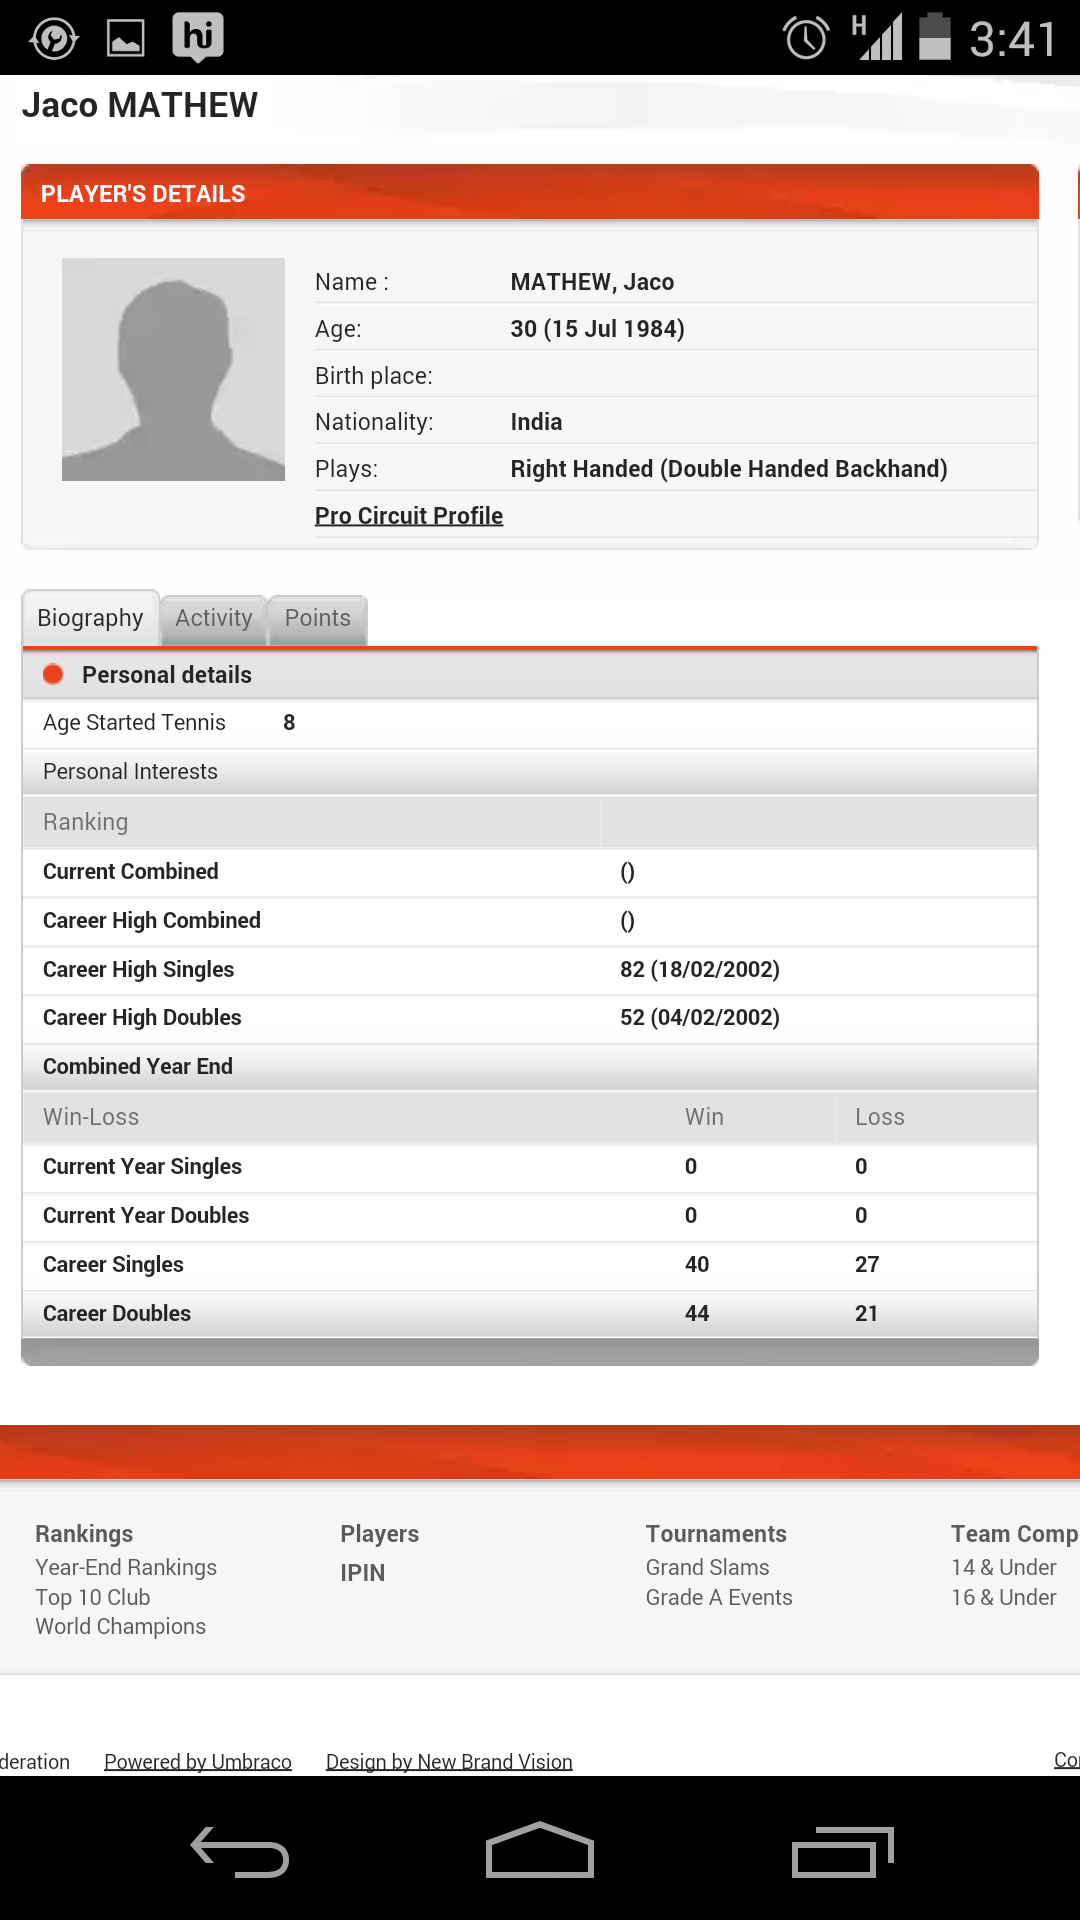 hi H 3:41
Jaco MATHEW
PLAYER'S DETAILS
Name : MATHEW, Jaco
Age: 30 (15 Jul 1984)
Birth place:
Nationality: India
Plays: Right Handed (Double Handed Backhand)
Pro Circuit Profile
Biography Activity Points
Personal details
Age Started Tennis 8
Personal Interests
Ranking
Current Combined ()
Career High Combined ()
Career High Singles 82 (18/02/2002)
Career High Doubles 52 (04/02/2002)
Combined Year End
Win-Loss Win Loss
Current Year Singles 0 0
Current Year Doubles 0 0
Career Singles 40 27
Career Doubles 44 21
Rankings Players Tournaments Team Comp
Year-End Rankings IPIN Grand Slams 14 & Under
Top 10 Club Grade A Events 16 & Under
World Champions
deration Powered by Umbraco Design by New Brand Vision Co